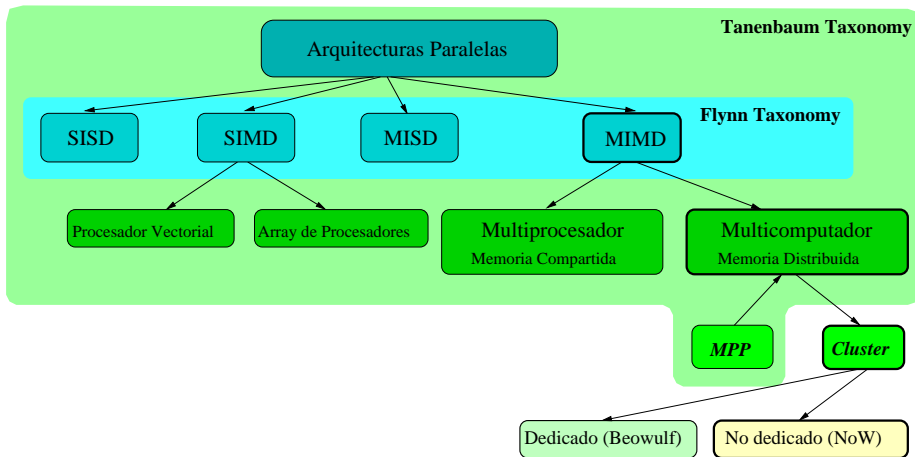 Tanenbaum Taxonomy
Arquitecturas Paralelas
Flynn Taxonomy
SISD
SIMD
MISD
MIMD
Procesador Vectorial
Array de Procesadores
Multiprocesador
Memoria Compartida
Multicomputador
Memoria Distribuida
MPP
Cluster
Dedicado (Beowulf)
No dedicado (NoW)